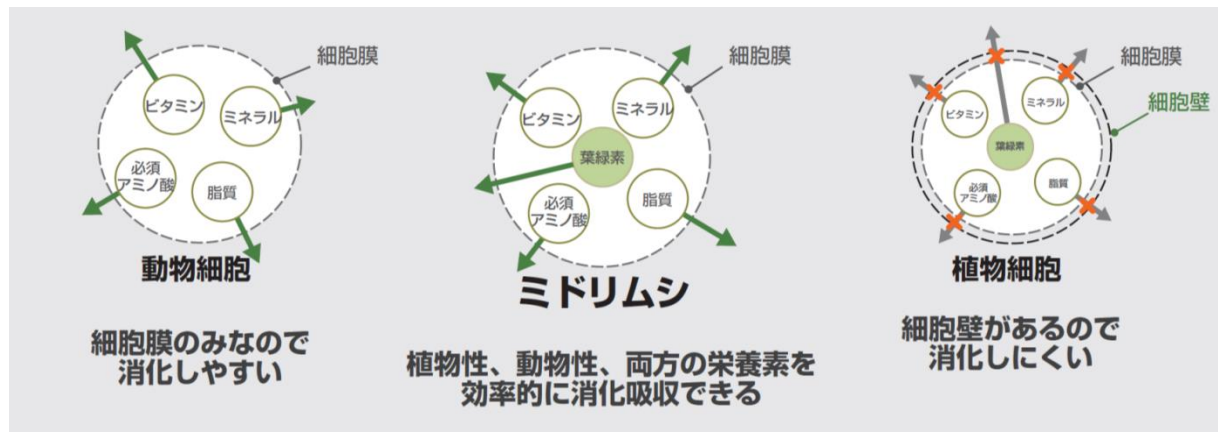 細胞膜
ビタミン
ミネラル
必須
アミノ酸
脂質
動物細胞
細胞膜のみなので
消化しやすい
細胞膜
ビタミン
ミネラル
葉緑素
必須
アミノ酸
脂質
ミドリムシ
植物性、動物性、両方の栄養素を
効率的に消化吸収できる
細胞膜
細胞壁
ビタミン
ミネラル
葉緑素
必須
アミノ酸
脂質
植物細胞
細胞壁があるので
消化しにくい